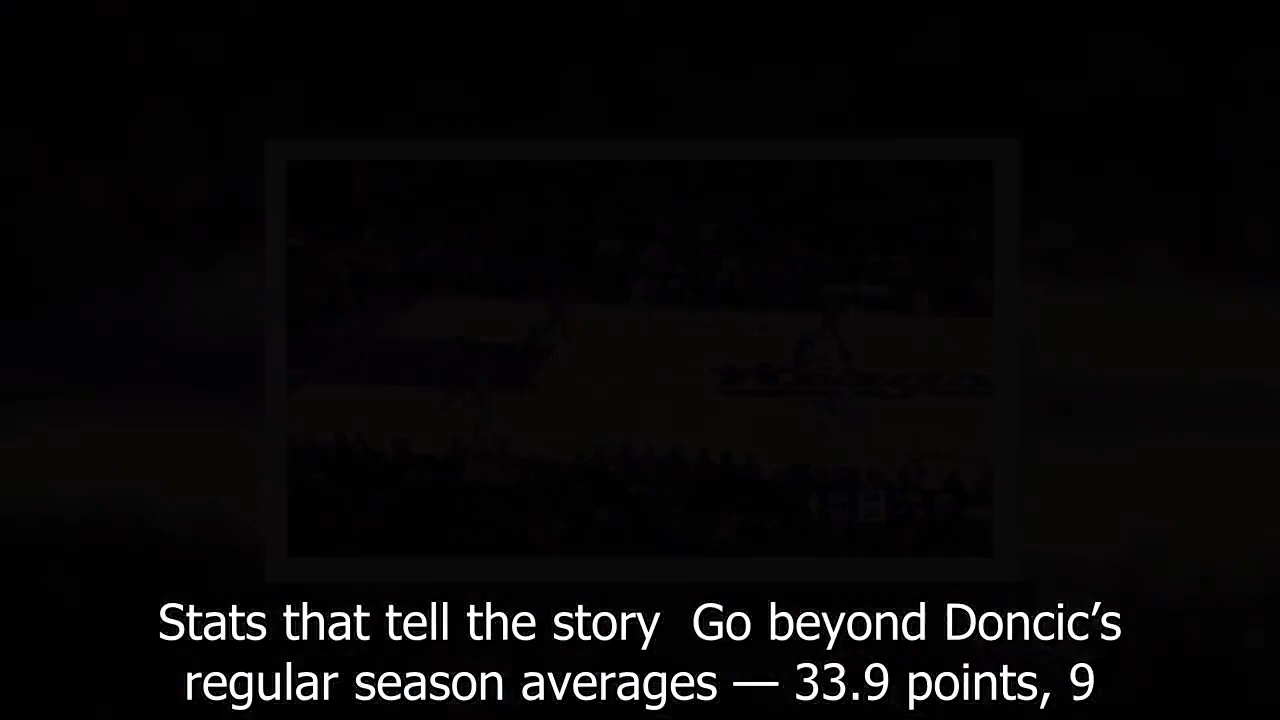 Stats that tell the story  Go beyond Doncic’s
regular season averages — 33.9 points, 9